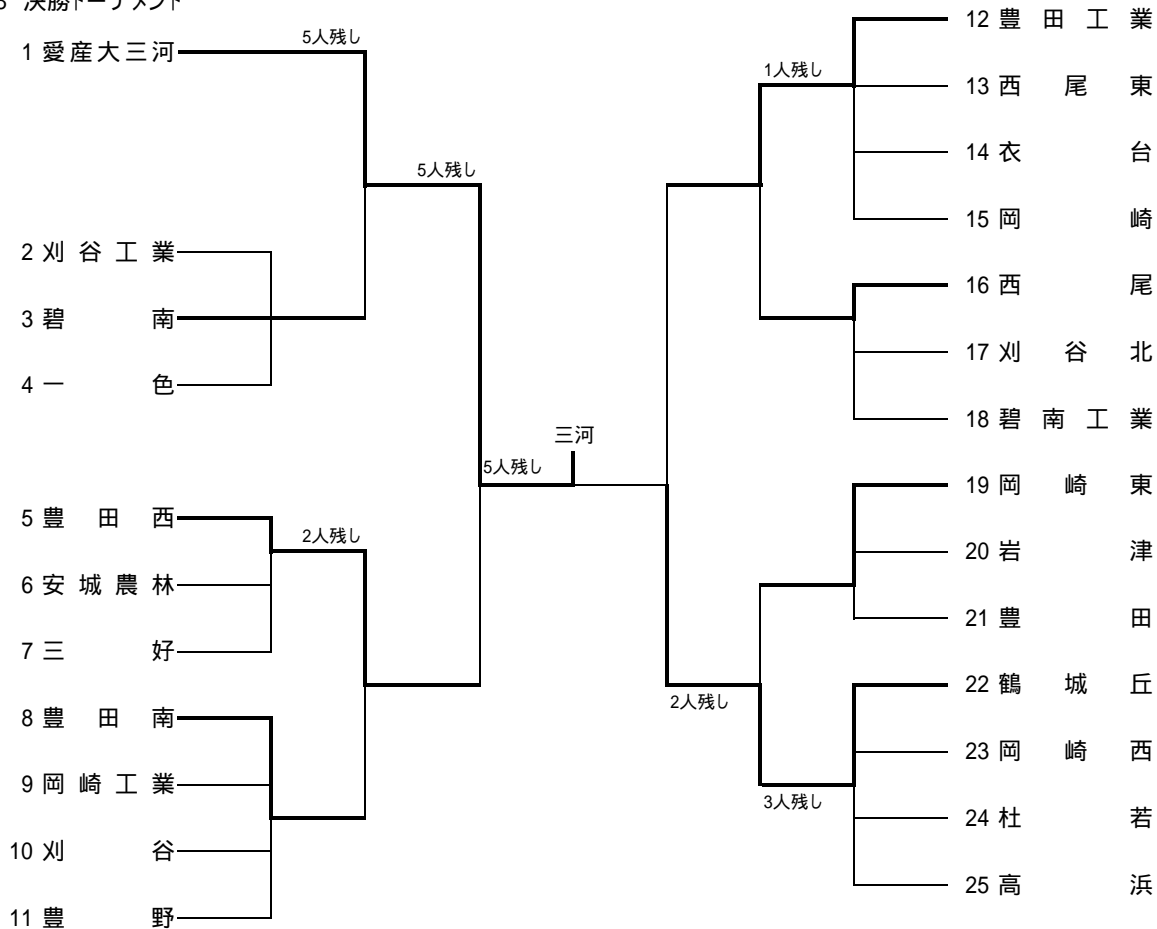 決勝トーナメント
1 愛産大三河
2 刈谷工業
3 碧南
4 一色
5 豊田西
6 安城農林
7 三好
8 豊田南
9 岡崎工業
10 刈谷
11 豊野
5人残し
5人残し
2人残し
5人残し
三河
1人残し
2人残し
3人残し
12 豊田工業
13 西尾東
14 衣台
15 岡崎
16 西尾
17 刈谷北
18 碧南工業
19 岡崎東
20 岩津
21 豊田
22 鶴城丘
23 岡崎西
24 杜若
25 高浜